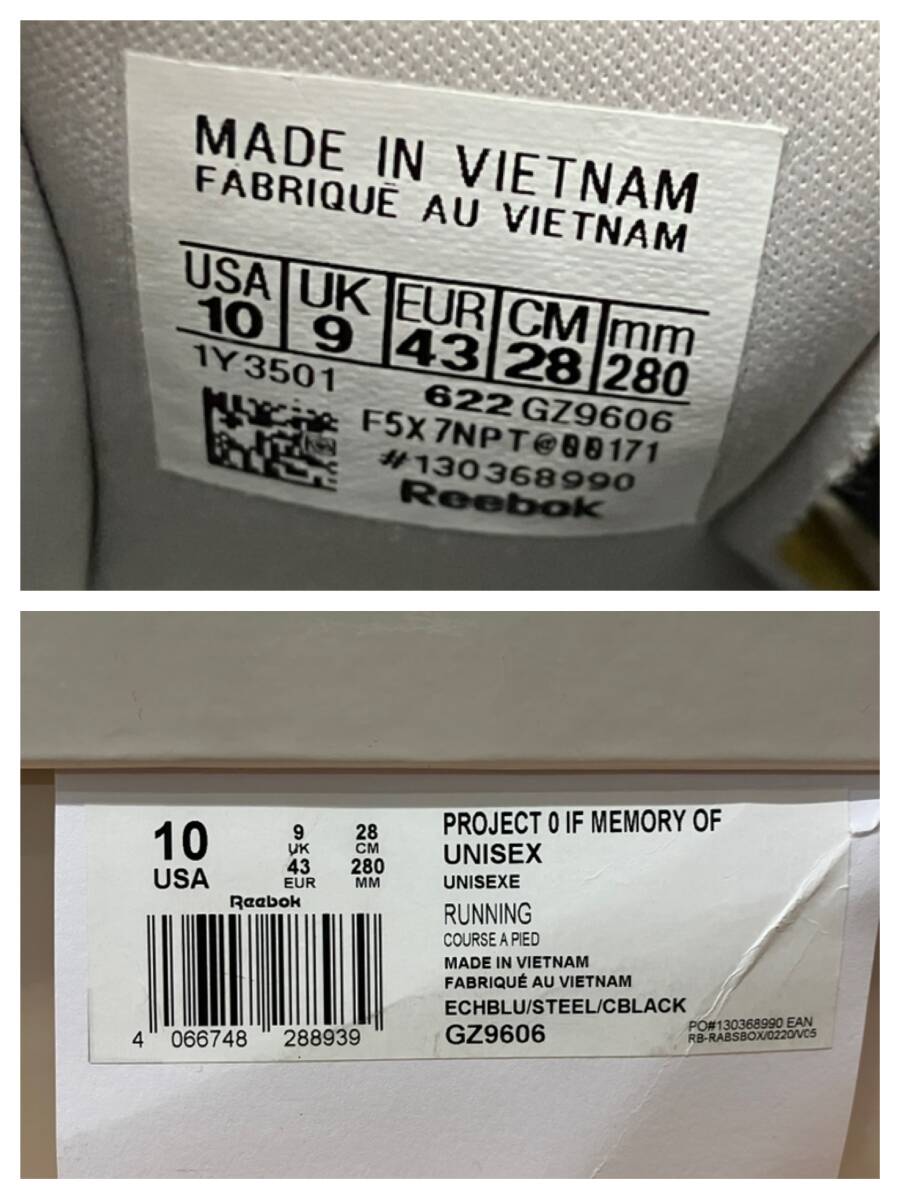 MADE IN VIETNAM
FABRIQUÉ AU VIETNAM
USA UK EUR CM mm
10 9 43 28 280
1Y3501 622 GZ9606
F5X7NPT@00171
#130368990
Reebok
10 USA
9 UK 28 CM
43 EUR 280 MM
Reebok
4 066748 288939
PROJECT 0 IF MEMORY OF
UNISEX
UNISEXE
RUNNING
COURSE A PIED
MADE IN VIETNAM
FABRIQUÉ AU VIETNAM
ECHBLU/STEEL/CBLACK
GZ9606
PO#130368990 EAN
RB-RABSBOX/0220/V05